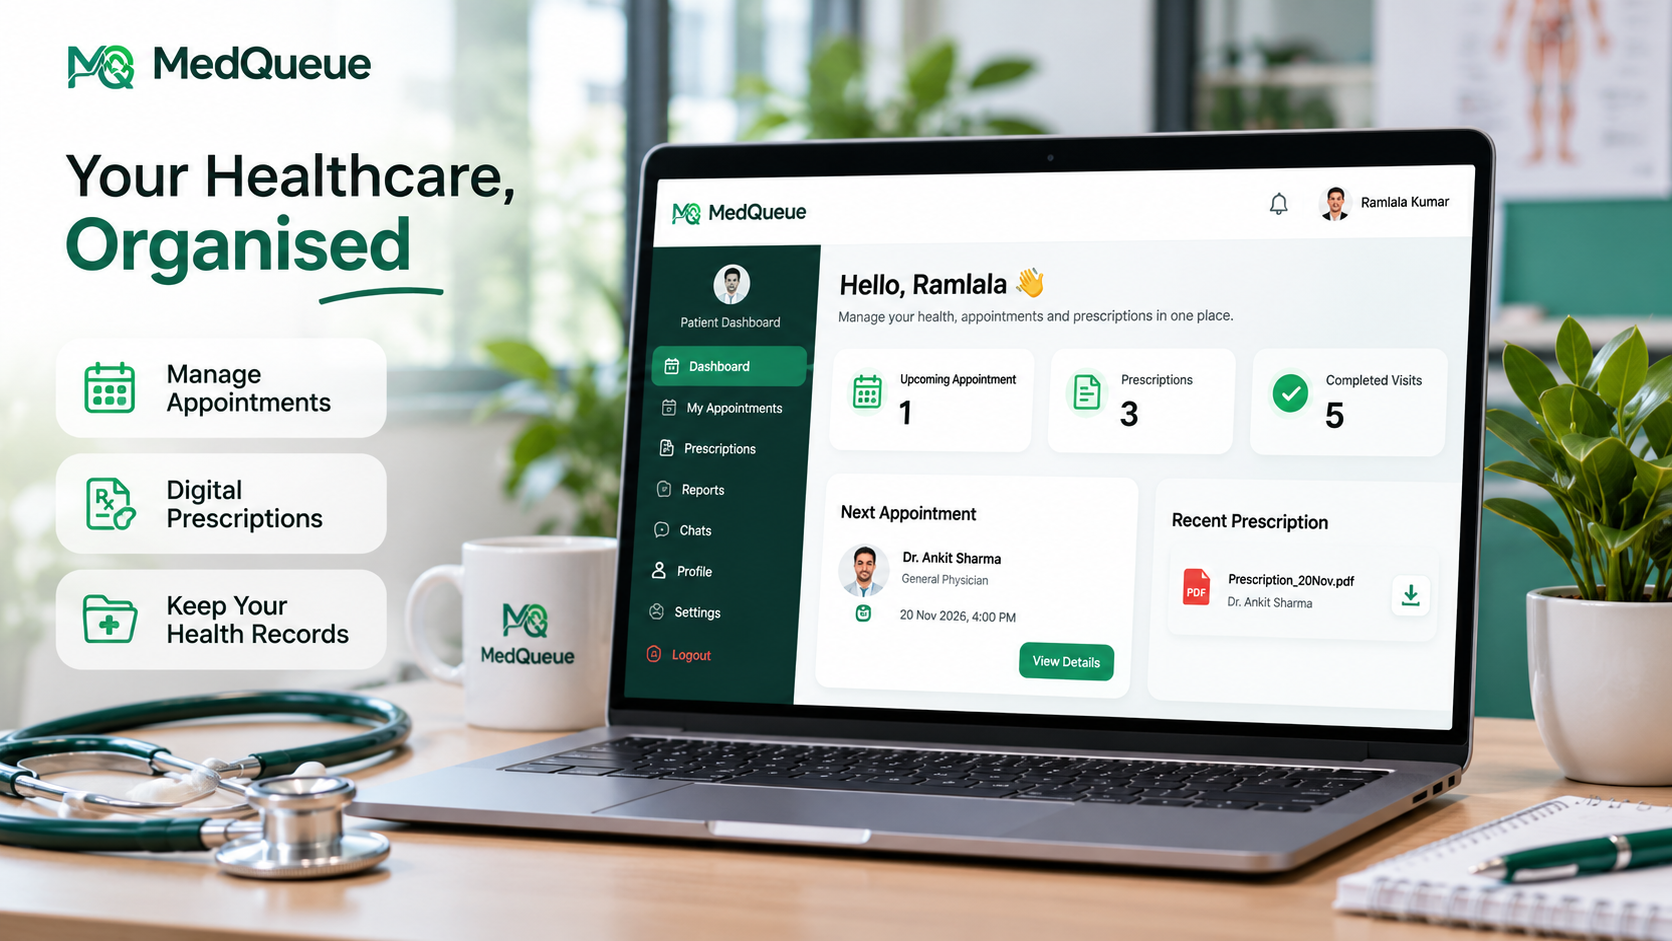 MedQueue
Your Healthcare,
Organised
Manage
Appointments
Digital
Prescriptions
Keep Your
Health Records
MedQueue
MedQueue
Ramlala Kumar
Patient Dashboard
Dashboard
My Appointments
Prescriptions
Reports
Chats
Profile
Settings
Logout
Hello, Ramlala 👋
Manage your health, appointments and prescriptions in one place.
Upcoming Appointment
1
Prescriptions
3
Completed Visits
5
Next Appointment
Dr. Ankit Sharma
General Physician
20 Nov 2026, 4:00 PM
View Details
Recent Prescription
PDF
Prescription_20Nov.pdf
Dr. Ankit Sharma